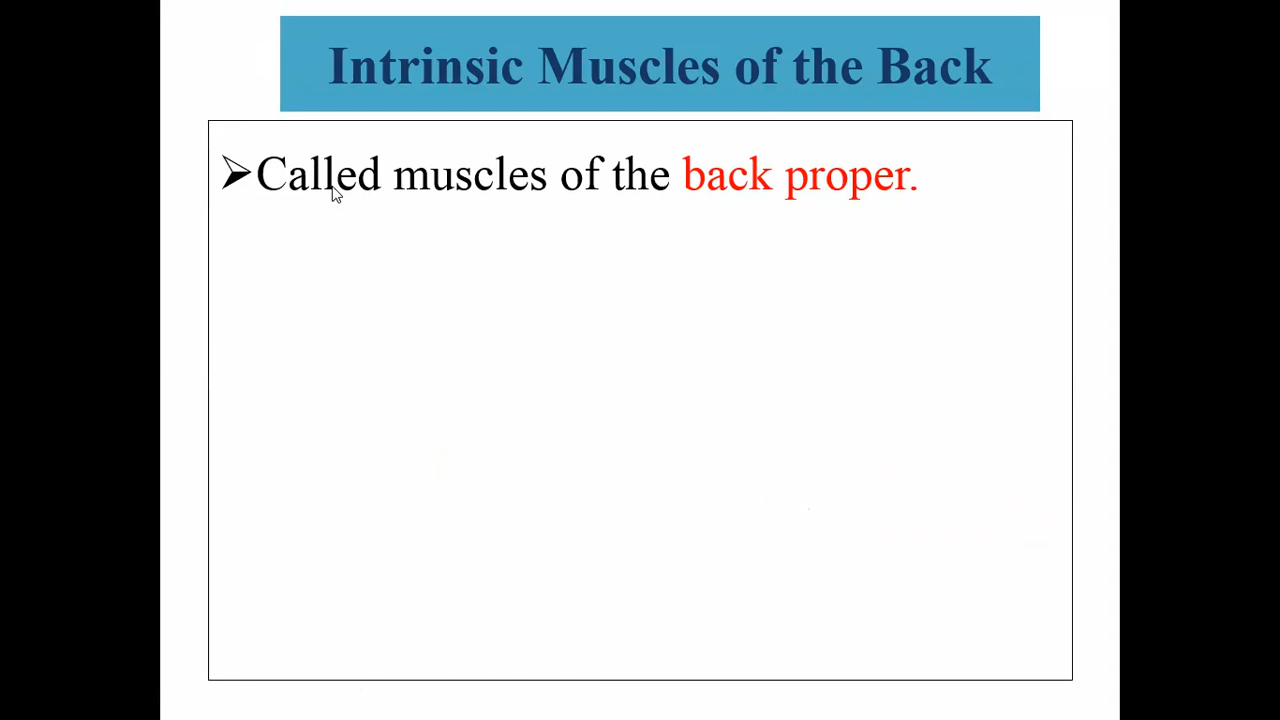 Intrinsic Muscles of the Back
➢Called muscles of the back proper.